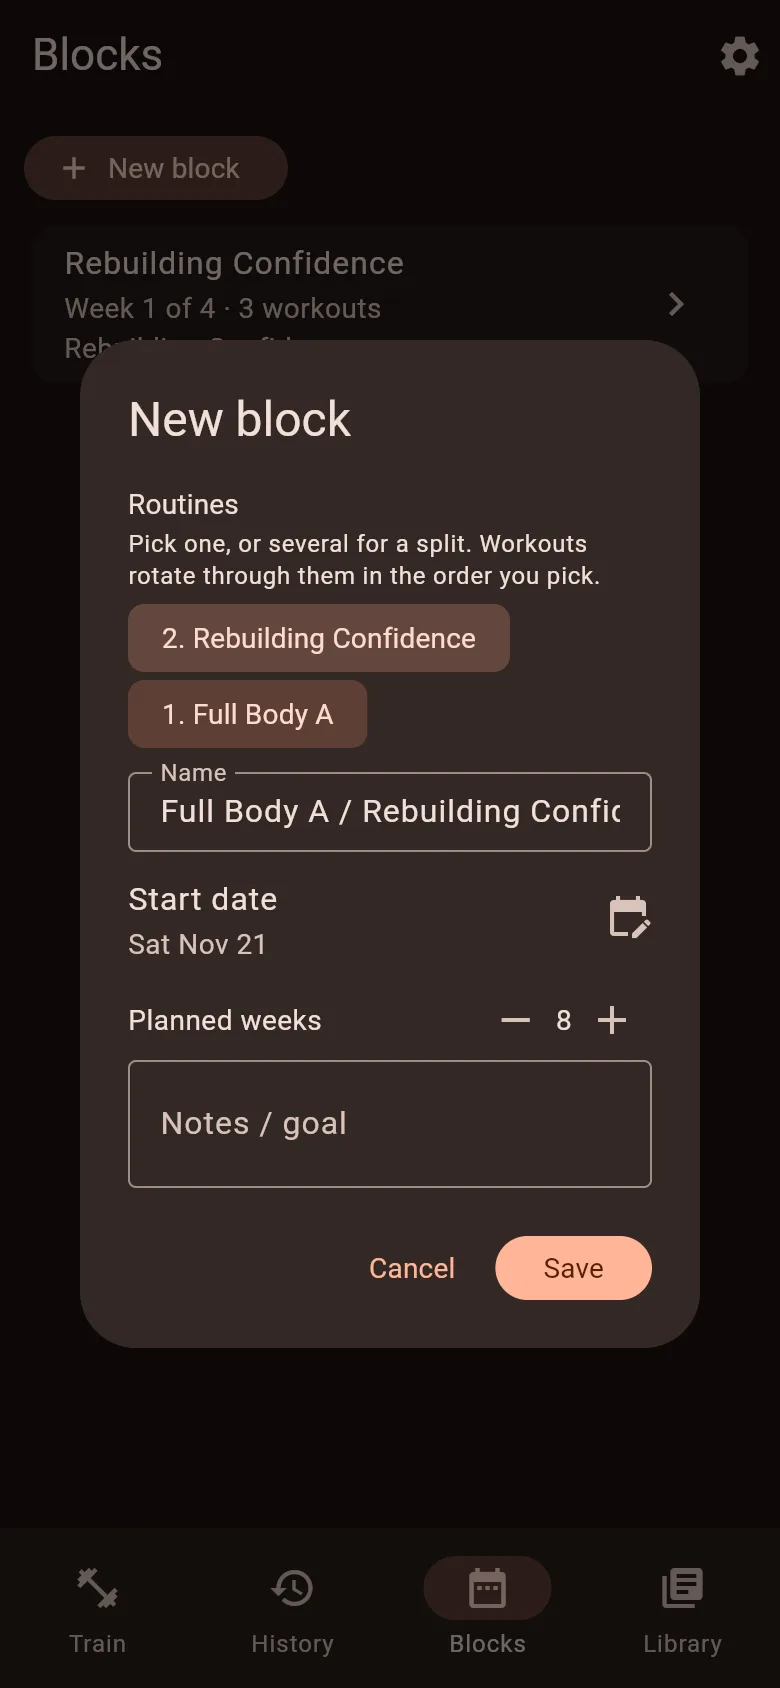 Blocks
New block
Rebuilding Confidence
Week 1 of 4 · 3 workouts
New block
Routines
Pick one, or several for a split. Workouts
rotate through them in the order you pick.
2. Rebuilding Confidence
1. Full Body A
Name
Full Body A / Rebuilding Confid
Start date
Sat Nov 21
Planned weeks
8
Notes / goal
Cancel
Save
Train
History
Blocks
Library